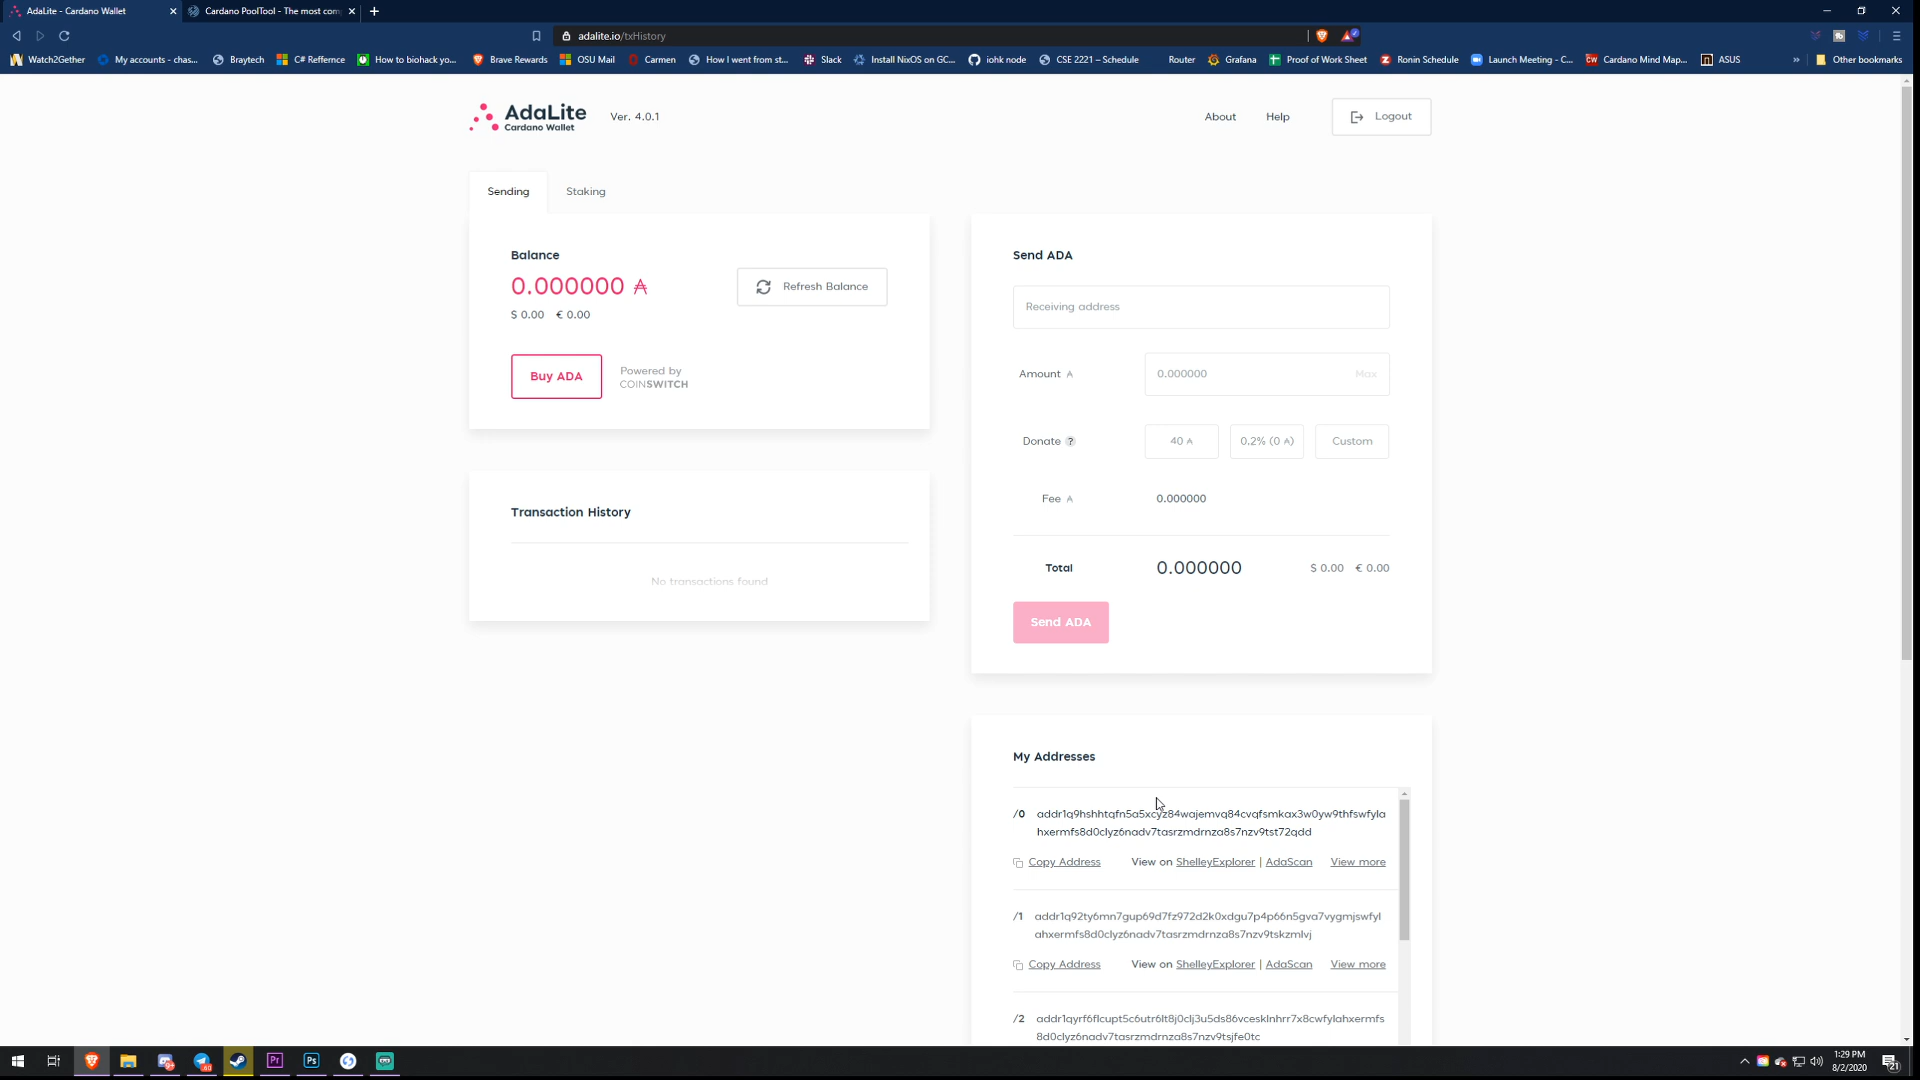 AdaLite - Cardano Wallet
Cardano PoolTool - The most com
adalite.io/txHistory
Watch2Gether
My accounts - chas...
Braytech
C# Refference
How to biohack yo...
Brave Rewards
OSU Mail
Carmen
How I went from st...
Slack
Install NixOS on GC...
iohk node
CSE 2221 – Schedule
Router
Grafana
Proof of Work Sheet
Ronin Schedule
Launch Meeting - C...
Cardano Mind Map...
ASUS
»
Other bookmarks
AdaLite
Cardano Wallet
Ver. 4.0.1
About
Help
Logout
Sending
Staking
Balance
0.000000 ₳
$ 0.00 € 0.00
Refresh Balance
Buy ADA
Powered by
COINSWITCH
Transaction History
No transactions found
Send ADA
Receiving address
Amount ₳
0.000000
Max
Donate ?
40 ₳
0,2% (0 ₳)
Custom
Fee ₳
0.000000
Total
0.000000
$ 0.00 € 0.00
Send ADA
My Addresses
/0 addr1q9hshhtqfn5a5xcyz84wajemvq84cvqfsmkax3w0yw9thfswfyla
hxermfs8d0clyz6nadv7tasrzmdrnza8s7nzv9tst72qdd
Copy Address View on ShelleyExplorer | AdaScan View more
/1 addr1q92ty6mn7gup69d7fz972d2k0xdgu7p4p66n5gva7vygmjswfyl
ahxermfs8d0clyz6nadv7tasrzmdrnza8s7nzv9tskzmlvj
Copy Address View on ShelleyExplorer | AdaScan View more
/2 addr1qyrf6flcupt5c6utr6lt8j0clj3u5ds86vcesklnhrr7x8cwfylahxermfs
8d0clyz6nadv7tasrzmdrnza8s7nzv9tsjfe0tc
1:29 PM
8/2/2020
21